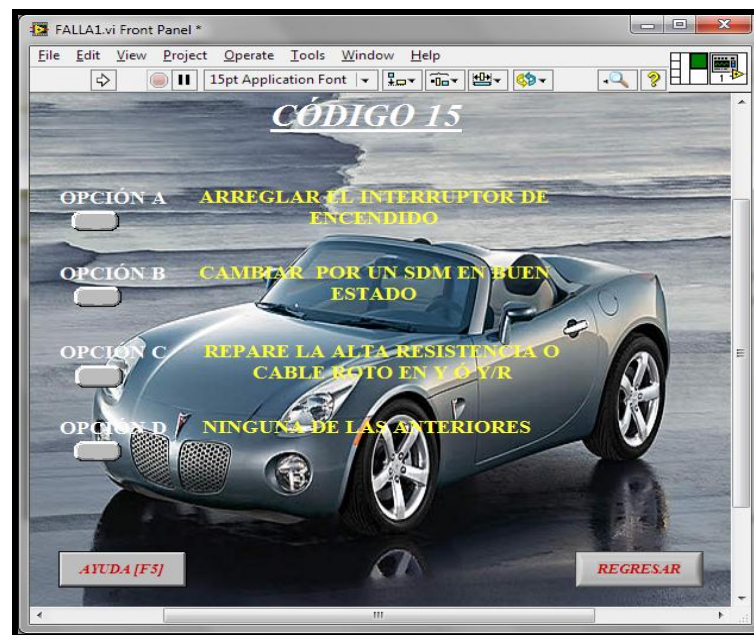 FALLA1.vi Front Panel *
File Edit View Project Operate Tools Window Help
15pt Application Font
1
CÓDIGO 15
OPCIÓN A
ARREGLAR EL INTERRUPTOR DE
ENCENDIDO
OPCIÓN B
CAMBIAR POR UN SDM EN BUEN
ESTADO
OPCIÓN C
REPARE LA ALTA RESISTENCIA O
CABLE ROTO EN Y Ó Y/R
OPCIÓN D
NINGUNA DE LAS ANTERIORES
AYUDA [F5]
REGRESAR